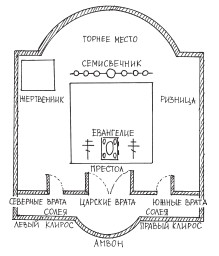 ГОРНЕЕ МЕСТО
СЕМИСВЕЧНИК
ЖЕРТВЕННИК
РИЗНИЦА
ЕВАНГЕЛИЕ
ПРЕСТОЛ
СЕВЕРНЫЕ ВРАТА ЦАРСКИЕ ВРАТА ЮЖНЫЕ ВРАТА
СОЛЕЯ СОЛЕЯ
ЛЕВЫЙ КЛИРОС ПРАВЫЙ КЛИРОС
АМВОН